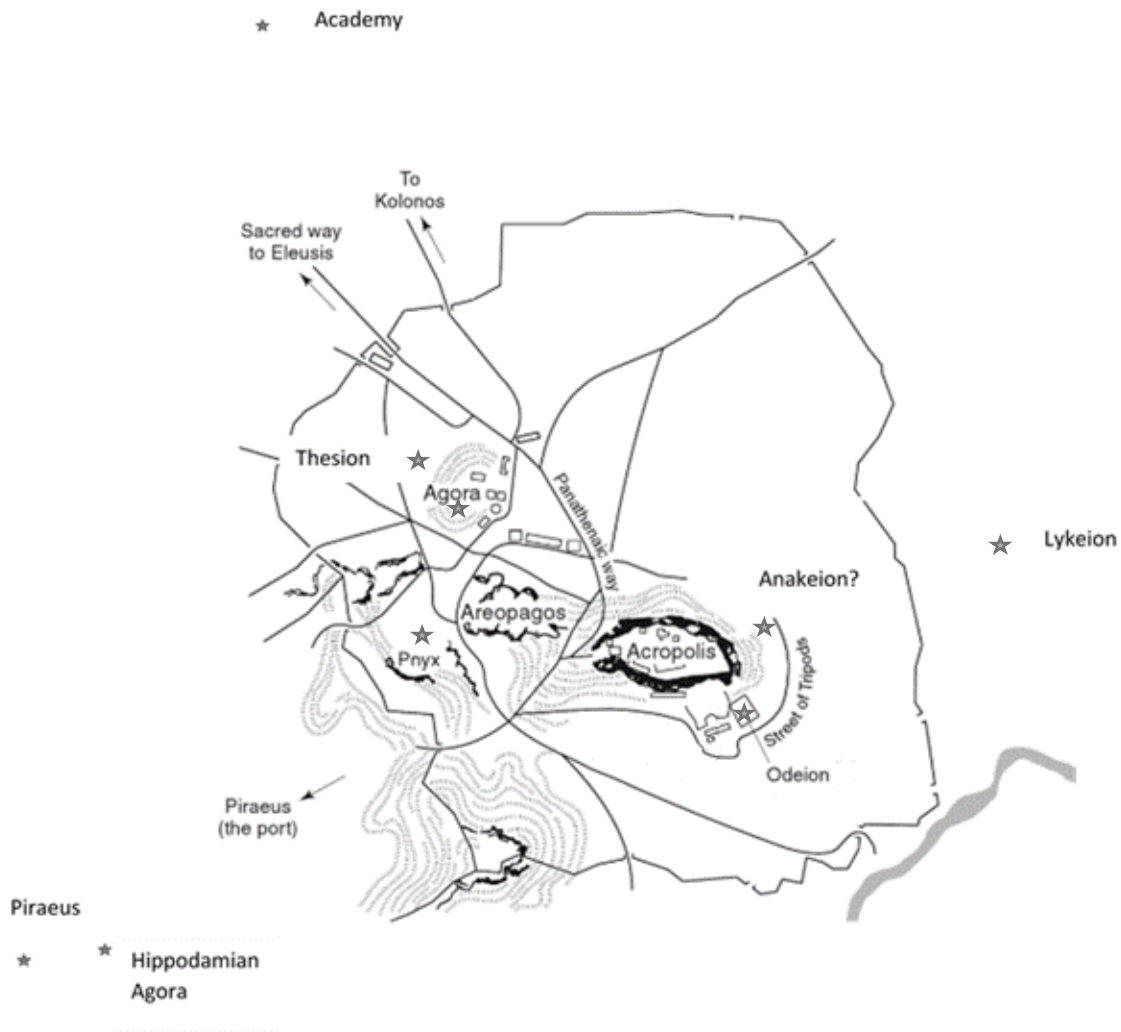 Academy
To
Kolonos
Sacred way
to Eleusis
Thesion
Agora
Panathenaic way
Lykeion
Anakeion?
Areopagos
Acropolis
Pnyx
Street of Tripods
Odeion
Piraeus
(the port)
Piraeus
Hippodamian
Agora